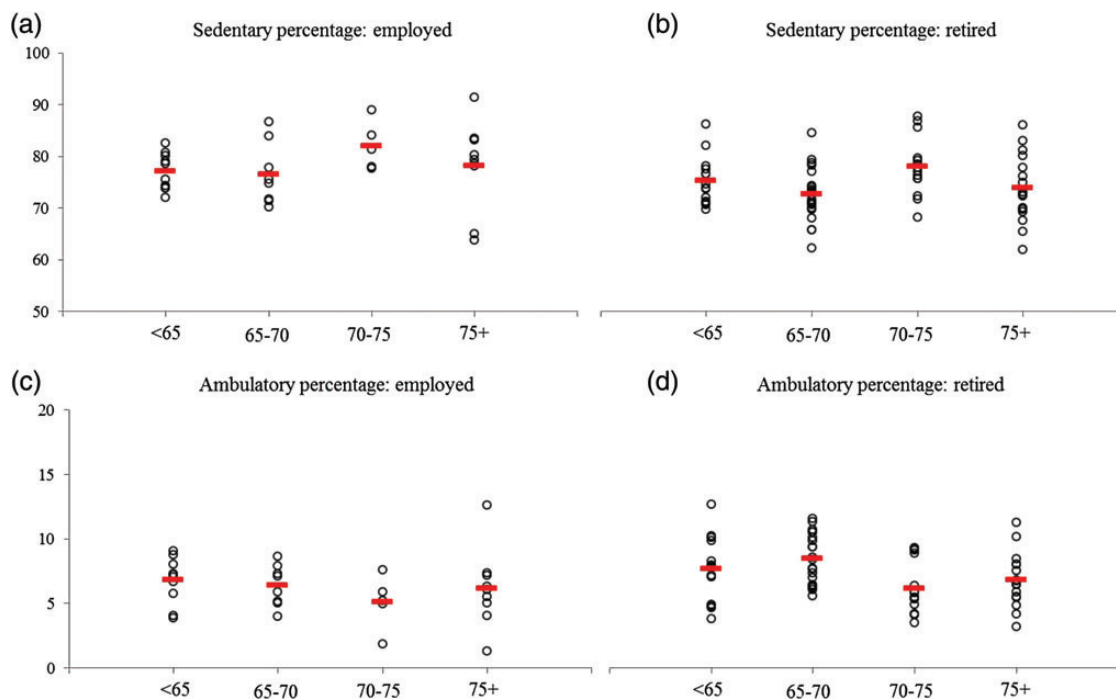 (a) Sedentary percentage: employed
(b) Sedentary percentage: retired
100
90
80
70
60
50
<65 65-70 70-75 75+
<65 65-70 70-75 75+
(c) Ambulatory percentage: employed
(d) Ambulatory percentage: retired
20
15
10
5
0
<65 65-70 70-75 75+
<65 65-70 70-75 75+